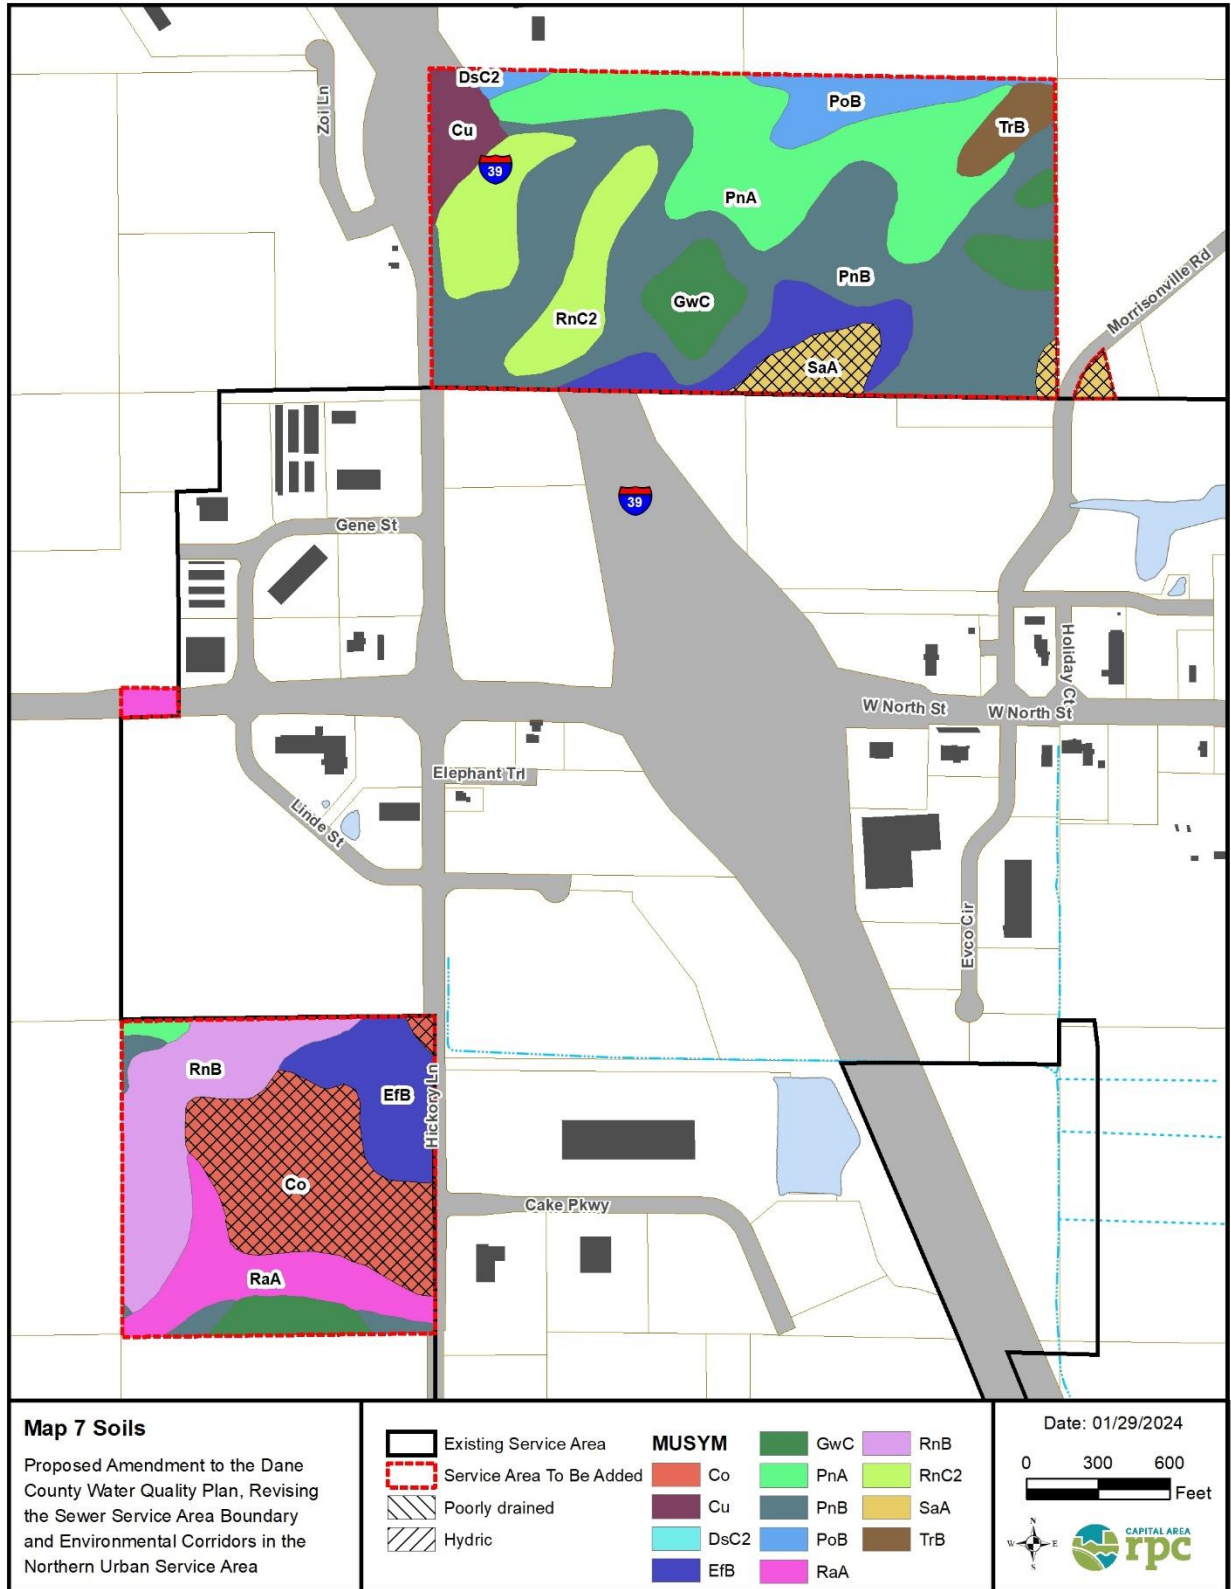 DsC2
PoB
Zoi Ln
Cu
TrB
39
PnA
PnB
Morrisonville Rd
GwC
RnC2
SaA
39
Gene St
Holiday Ct
W North St
W North St
Elephant Trl
Linde St
Evco Cir
RnB
EfB
Hickory Ln
Co
Cake Pkwy
RaA
Map 7 Soils
Proposed Amendment to the Dane
County Water Quality Plan, Revising
the Sewer Service Area Boundary
and Environmental Corridors in the
Northern Urban Service Area
Existing Service Area
Service Area To Be Added
Poorly drained
Hydric
MUSYM
Co
Cu
DsC2
EfB
GwC
PnA
PnB
PoB
RaA
RnB
RnC2
SaA
TrB
Date: 01/29/2024
0 300 600
Feet
N
W E
S
CAPITAL AREA
rpc